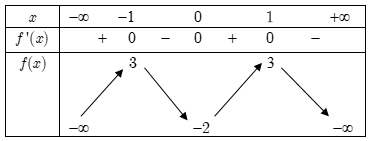 x −∞ −1 0 1 +∞
f'(x) + 0 − 0 + 0 −
f(x) 3 3
−∞ −2 −∞